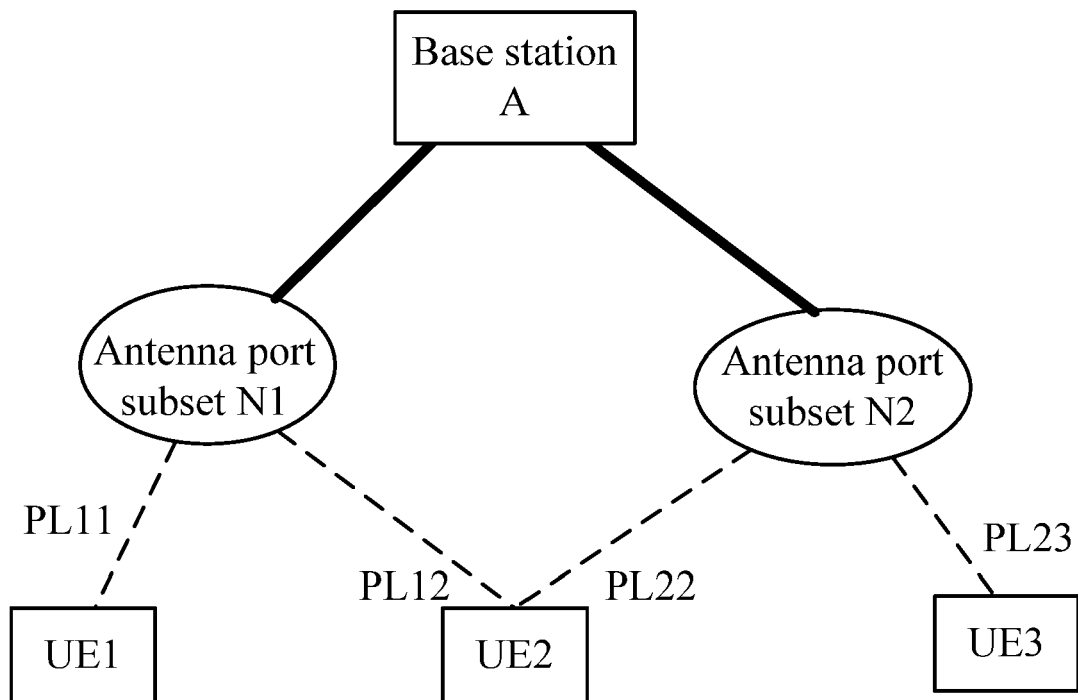 Base station
A
Antenna port
subset N1
Antenna port
subset N2
PL11
PL12
PL22
PL23
UE1
UE2
UE3